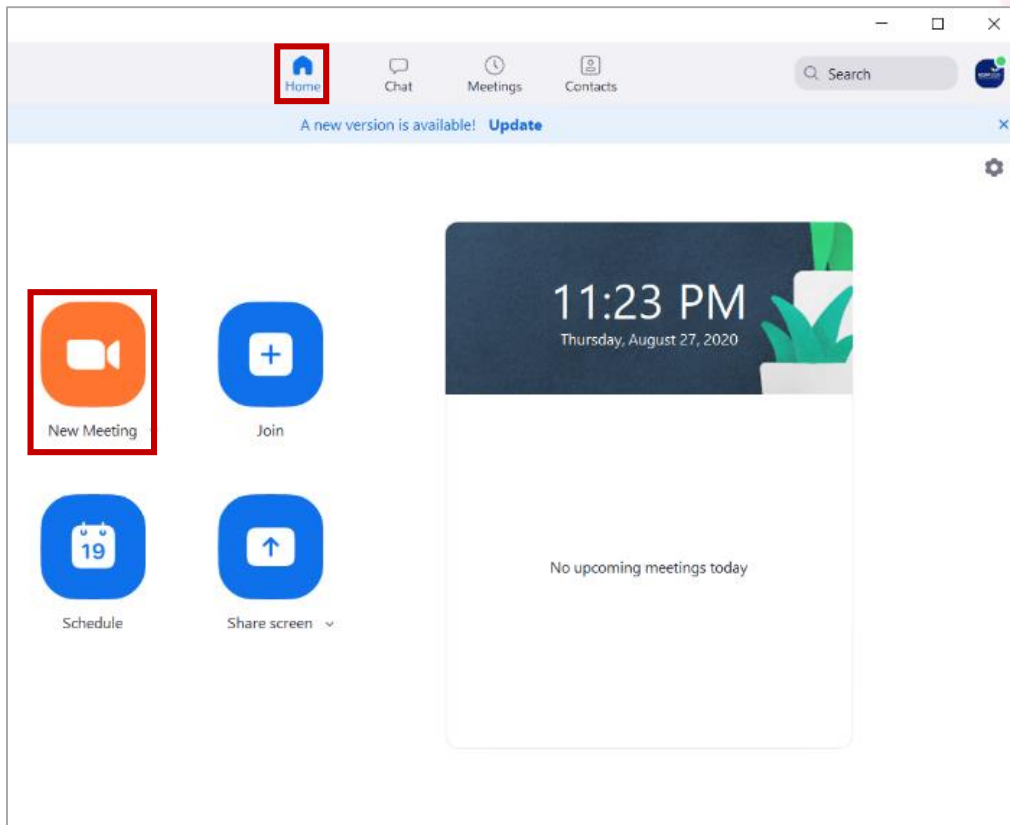 Home
Chat
Meetings
Contacts
Search
A new version is available! Update
11:23 PM
Thursday, August 27, 2020
New Meeting
Join
19
No upcoming meetings today
Schedule
Share screen